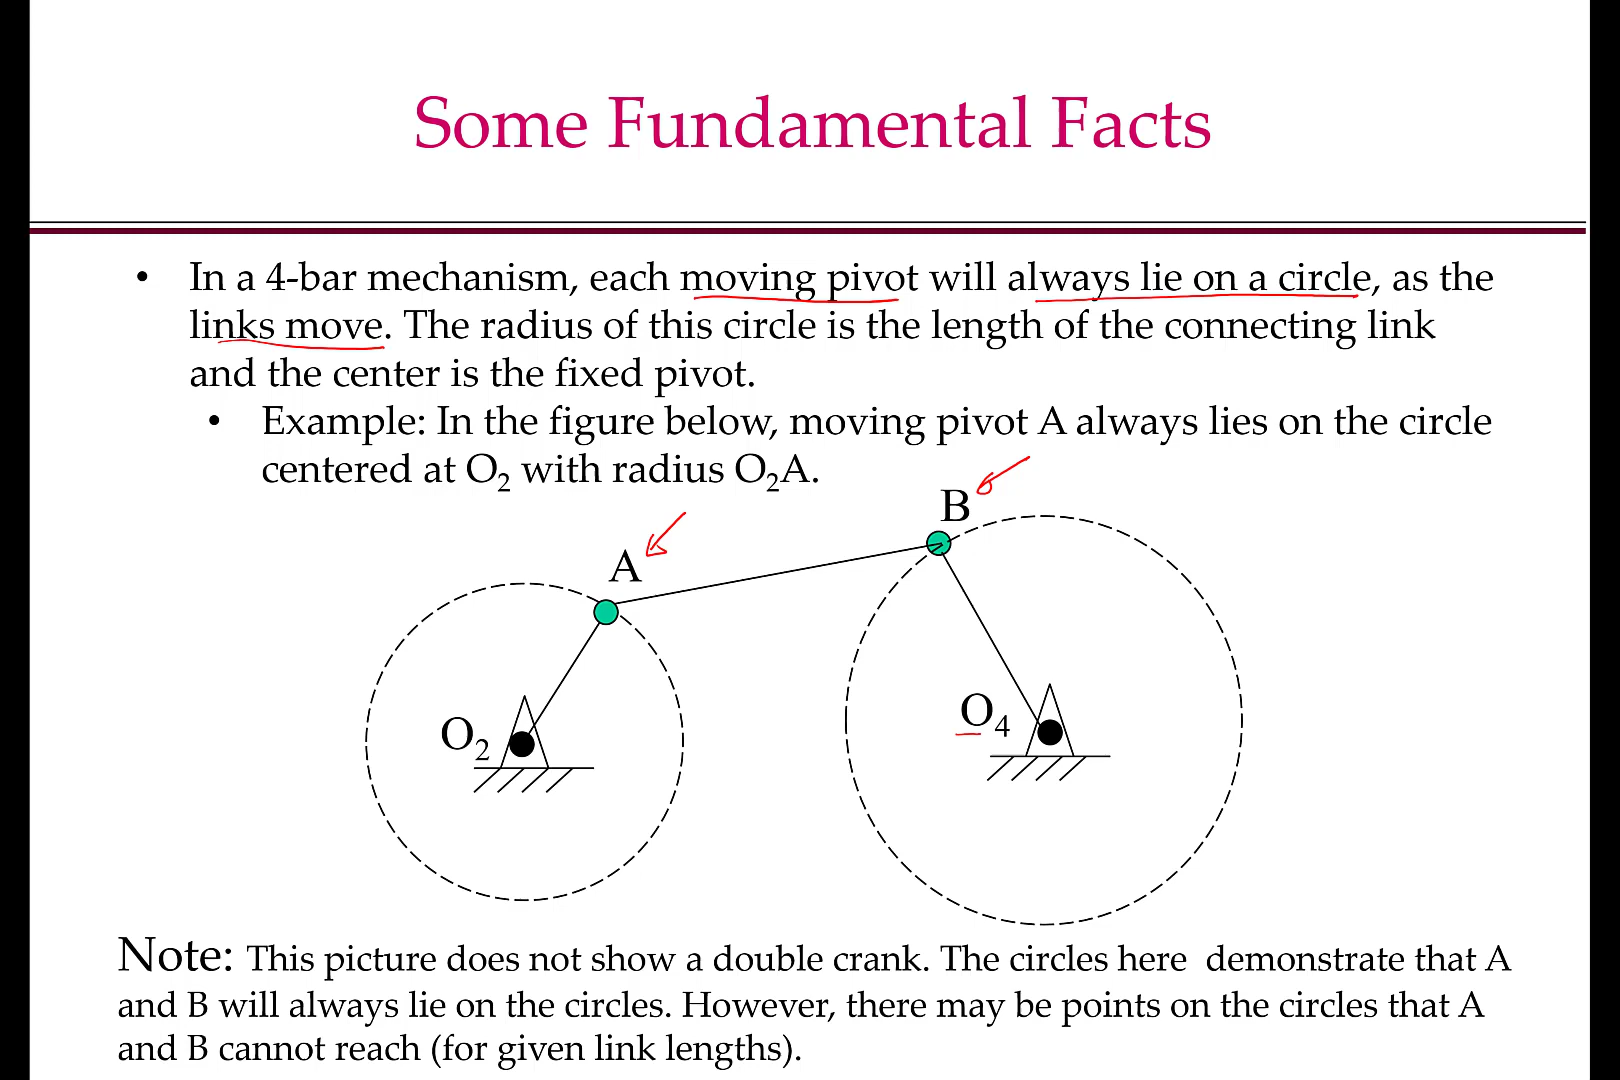 Some Fundamental Facts
• In a 4-bar mechanism, each moving pivot will always lie on a circle, as the
links move. The radius of this circle is the length of the connecting link
and the center is the fixed pivot.
• Example: In the figure below, moving pivot A always lies on the circle
centered at O₂ with radius O₂A.
B
A
O₄
O₂
Note: This picture does not show a double crank. The circles here demonstrate that A
and B will always lie on the circles. However, there may be points on the circles that A
and B cannot reach (for given link lengths).